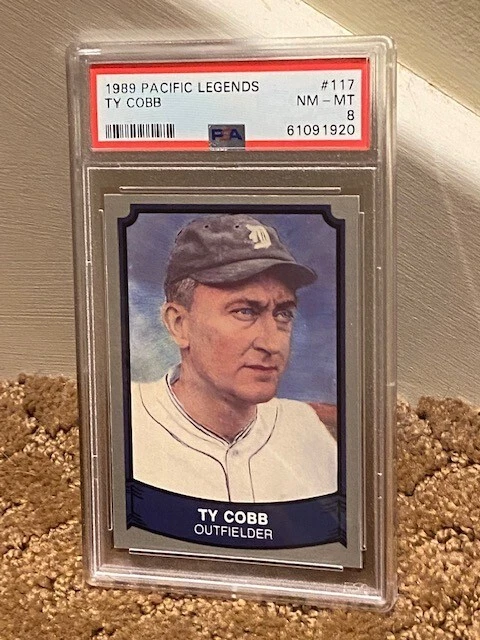 1989 PACIFIC LEGENDS #117
TY COBB NM - MT
8
PSA 61091920
D
TY COBB
OUTFIELDER